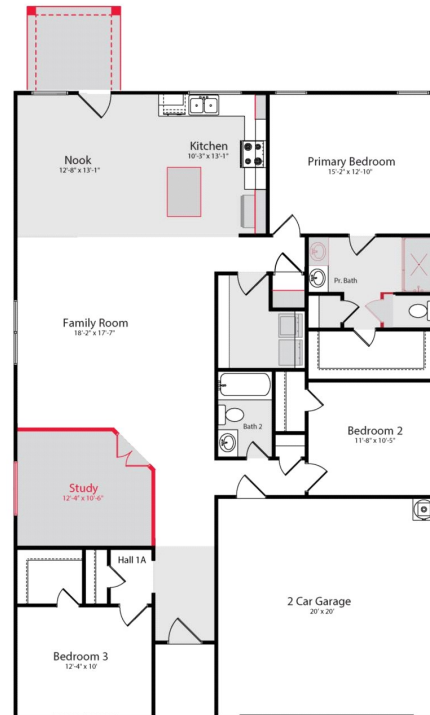 Nook
12'-8" x 13'-1"
Kitchen
10'-3" x 13'-1"
Primary Bedroom
15'-2" x 12'-10"
Pr. Bath
Family Room
18'-2" x 17'-7"
Bath 2
Bedroom 2
11'-8" x 10'-5"
Study
12'-4" x 10'-6"
Hall 1A
2 Car Garage
20' x 20'
Bedroom 3
12'-4" x 10'